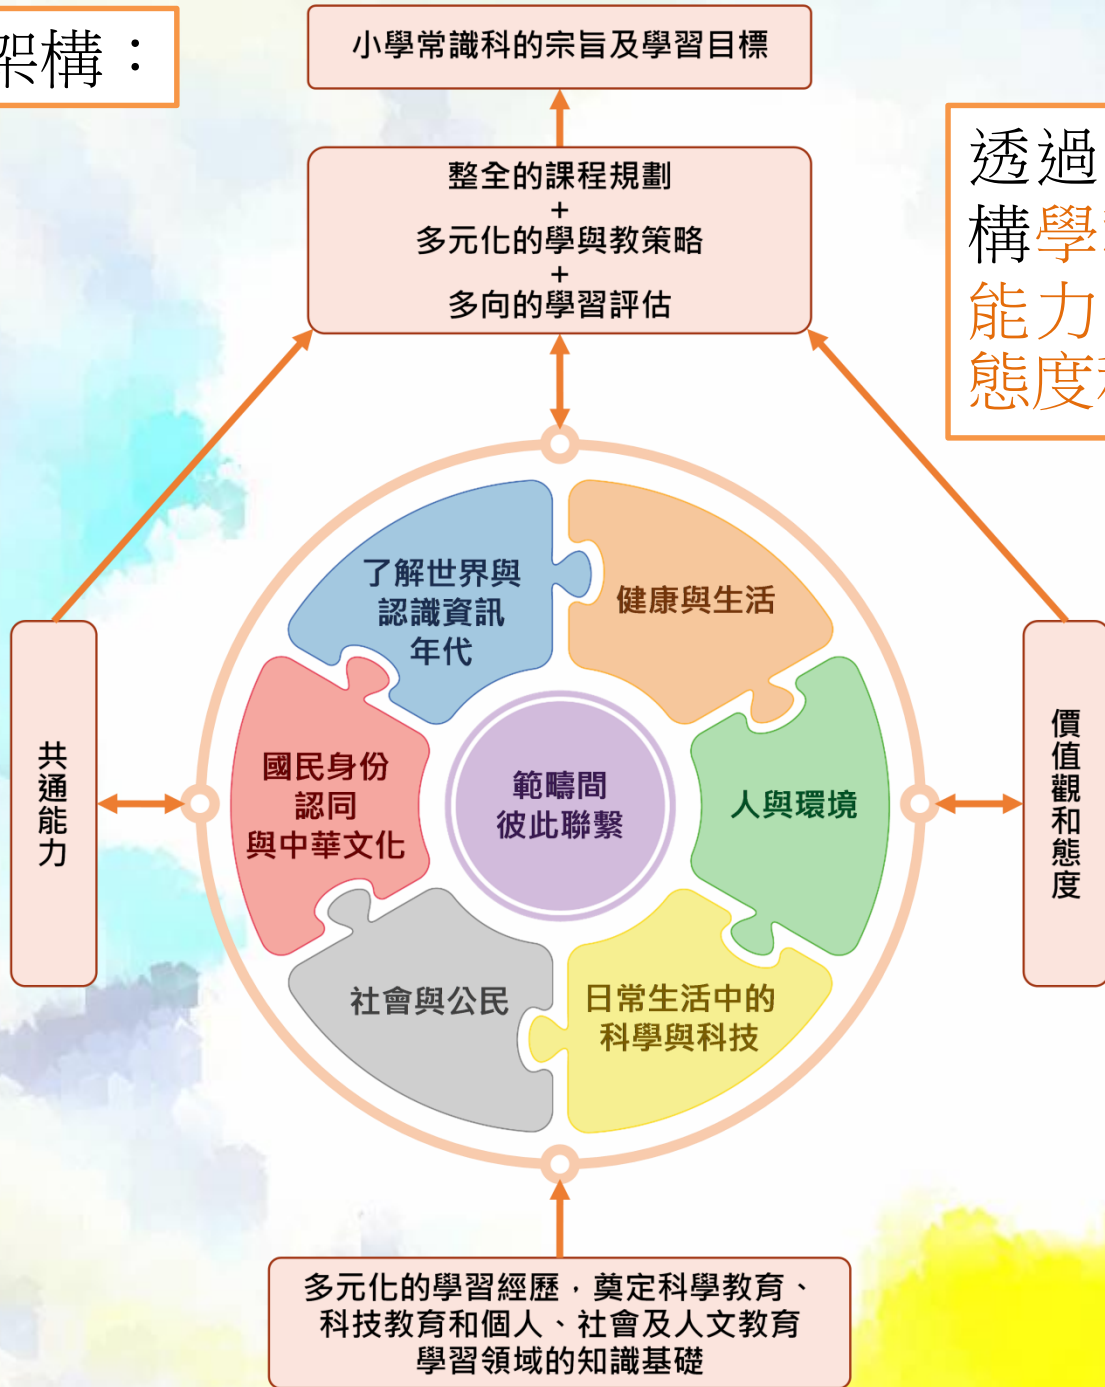 架構：
小學常識科的宗旨及學習目標
整全的課程規劃
+
多元化的學與教策略
+
多向的學習評估
透過
構學
能力
態度
了解世界與
認識資訊
年代
健康與生活
國民身份
認同
與中華文化
範疇間
彼此聯繫
人與環境
社會與公民
日常生活中的
科學與科技
共通能力
價值觀和態度
多元化的學習經歷，奠定科學教育、
科技教育和個人、社會及人文教育
學習領域的知識基礎